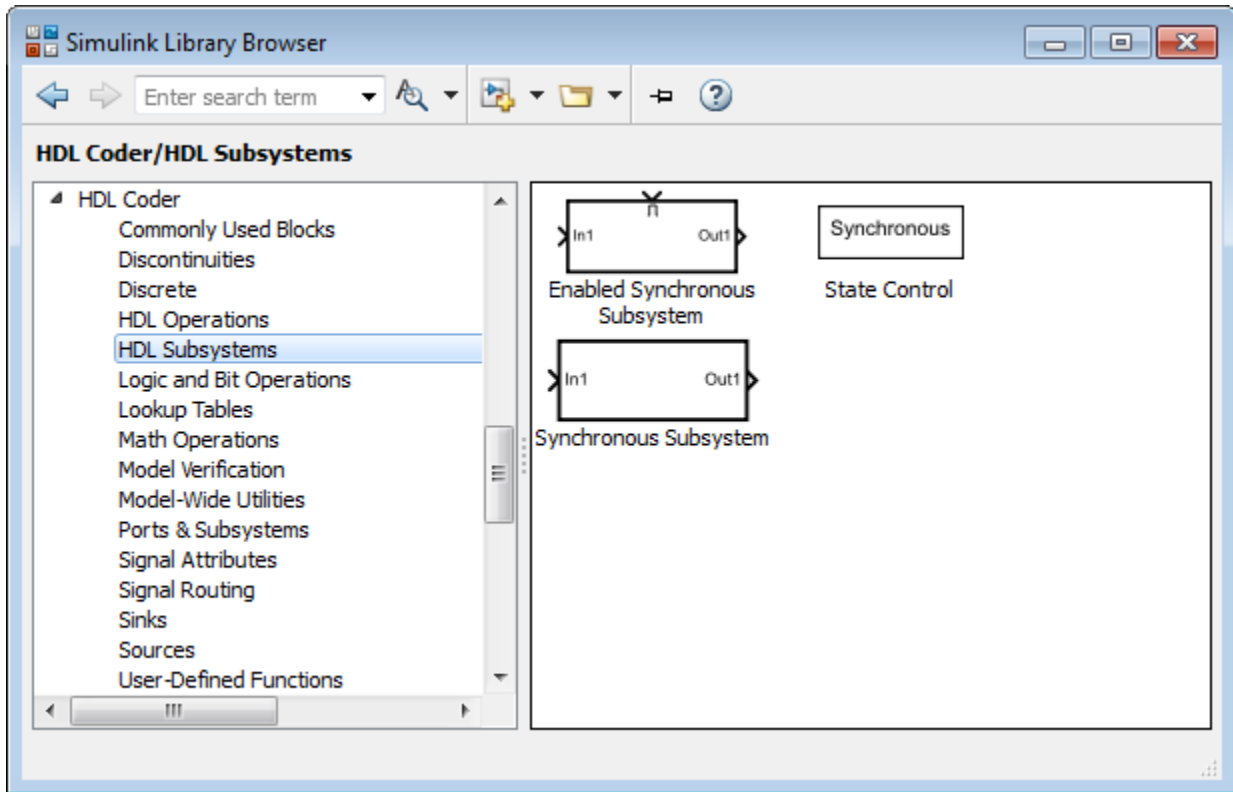 Simulink Library Browser
Enter search term
HDL Coder/HDL Subsystems
HDL Coder
Commonly Used Blocks
Discontinuities
Discrete
HDL Operations
HDL Subsystems
Logic and Bit Operations
Lookup Tables
Math Operations
Model Verification
Model-Wide Utilities
Ports & Subsystems
Signal Attributes
Signal Routing
Sinks
Sources
User-Defined Functions
In1 Out1
Enabled Synchronous
Subsystem
Synchronous
State Control
In1 Out1
Synchronous Subsystem